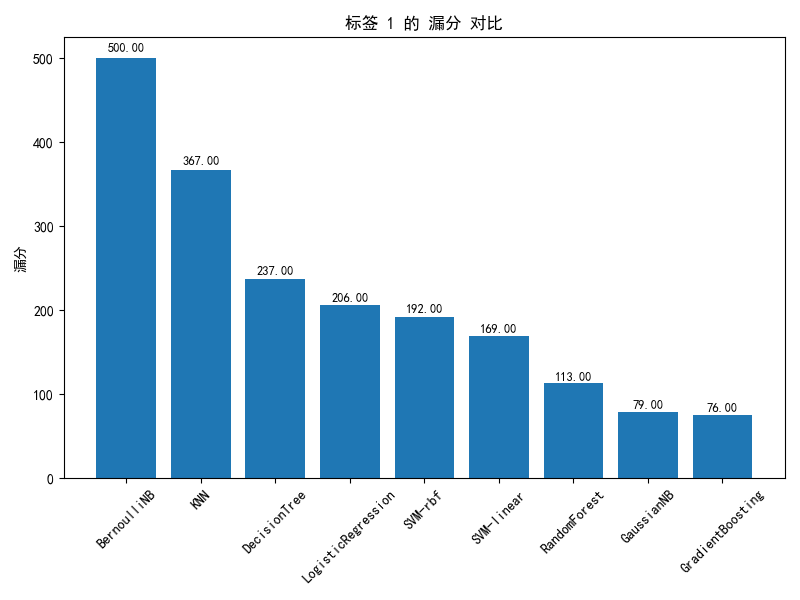 标签 1 的 漏分 对比
漏分
500
400
300
200
100
0
500.00
367.00
237.00
206.00
192.00
169.00
113.00
79.00
76.00
BernoulliNB
KNN
DecisionTree
LogisticRegression
SVM-rbf
SVM-linear
RandomForest
GaussianNB
GradientBoosting